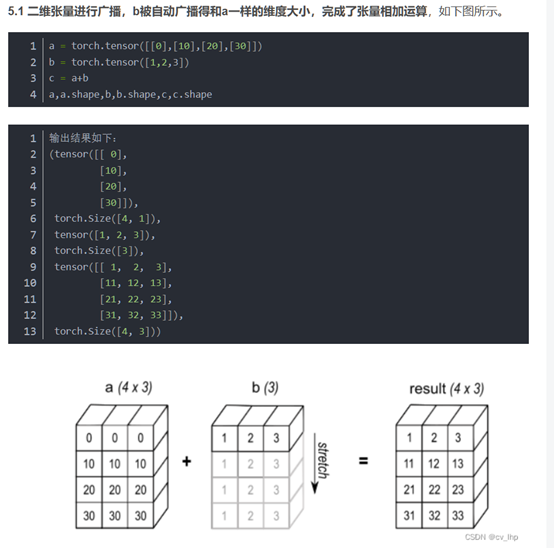 5.1 二维张量进行广播，b被自动广播得和a一样的维度大小，完成了张量相加运算，如下图所示。
1 a = torch.tensor([[0],[10],[20],[30]])
2 b = torch.tensor([1,2,3])
3 c = a+b
4 a,a.shape,b,b.shape,c,c.shape
1 输出结果如下：
2 (tensor([[ 0],
3 [10],
4 [20],
5 [30]]),
6 torch.Size([4, 1]),
7 tensor([1, 2, 3]),
8 torch.Size([3]),
9 tensor([[ 1, 2, 3],
10 [11, 12, 13],
11 [21, 22, 23],
12 [31, 32, 33]]),
13 torch.Size([4, 3]))
a (4 x 3) b (3) result (4 x 3)
0 0 0 1 2 3 1 2 3
10 10 10 + 1 2 3 stretch = 11 12 13
20 20 20 1 2 3 21 22 23
30 30 30 1 2 3 31 32 33
CSDN @cv_lhp